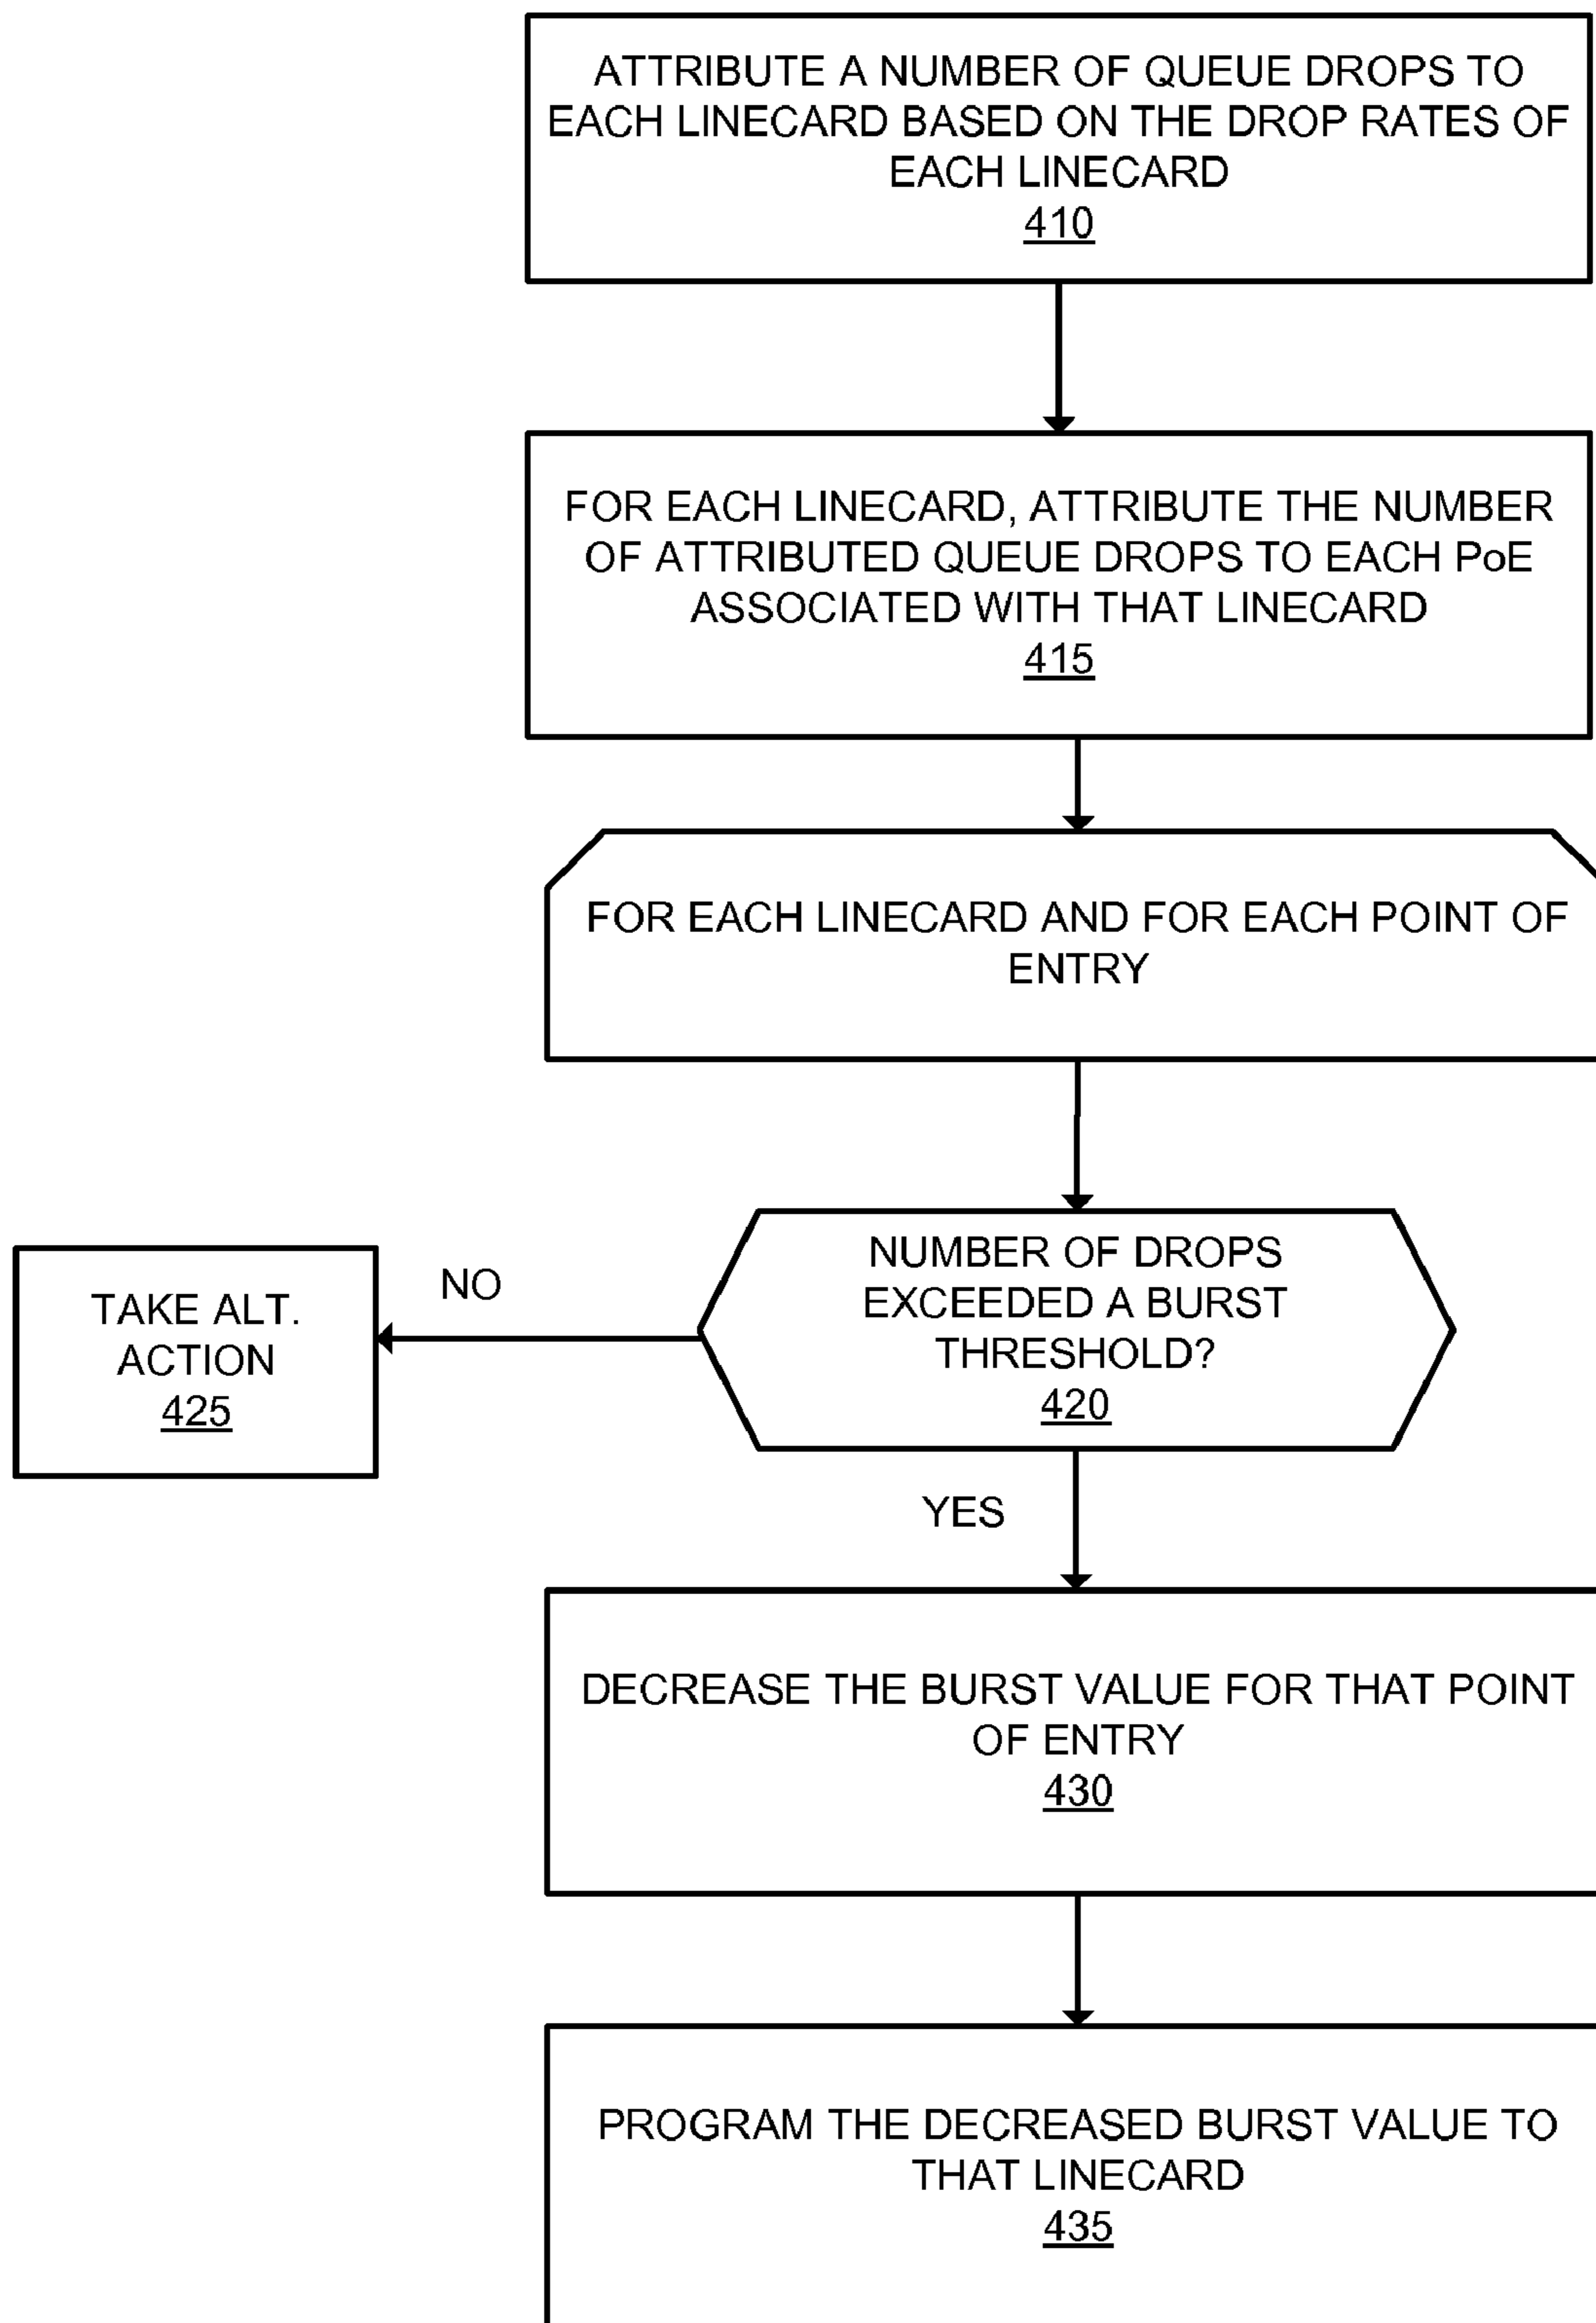 ATTRIBUTE A NUMBER OF QUEUE DROPS TO
EACH LINECARD BASED ON THE DROP RATES OF
EACH LINECARD
410
FOR EACH LINECARD, ATTRIBUTE THE NUMBER
OF ATTRIBUTED QUEUE DROPS TO EACH PoE
ASSOCIATED WITH THAT LINECARD
415
FOR EACH LINECARD AND FOR EACH POINT OF
ENTRY
NUMBER OF DROPS
EXCEEDED A BURST
THRESHOLD?
420
NO
TAKE ALT.
ACTION
425
YES
DECREASE THE BURST VALUE FOR THAT POINT
OF ENTRY
430
PROGRAM THE DECREASED BURST VALUE TO
THAT LINECARD
435